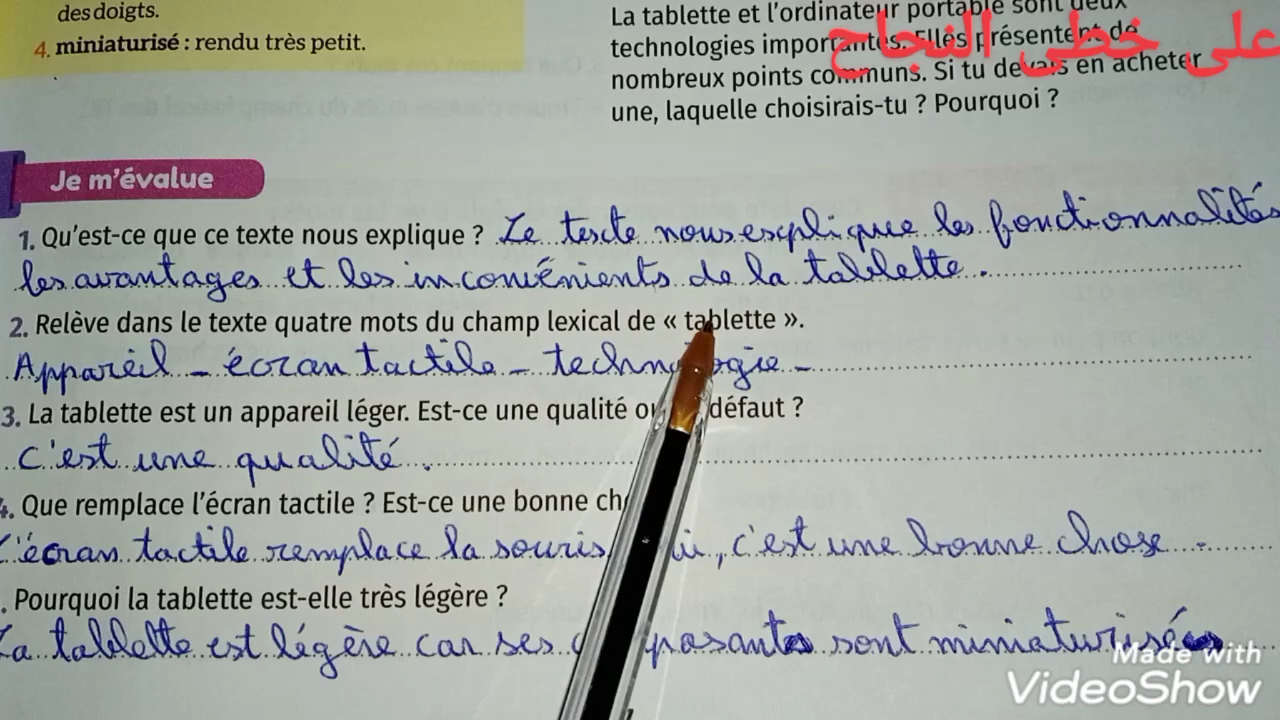 des doigts.
4. miniaturisé : rendu très petit.
La tablette et l'ordinateur portable sont deux
technologies importantes. Elles présentent de
nombreux points communs. Si tu devais en acheter
une, laquelle choisirais-tu ? Pourquoi ?
على خطى النجاح
Je m'évalue
1. Qu'est-ce que ce texte nous explique ? Le texte nous explique les fonctionnalités
les avantages et les inconvénients de la tablette.
2. Relève dans le texte quatre mots du champ lexical de « tablette ».
Appareil - écran tactile - technologie -
3. La tablette est un appareil léger. Est-ce une qualité ou défaut ?
c'est une qualité.
4. Que remplace l'écran tactile ? Est-ce une bonne
L'écran tactile remplace la souris, c'est une bonne chose.
. Pourquoi la tablette est-elle très légère ?
La tablette est légère car ses sont miniaturisés
Made with
VideoShow